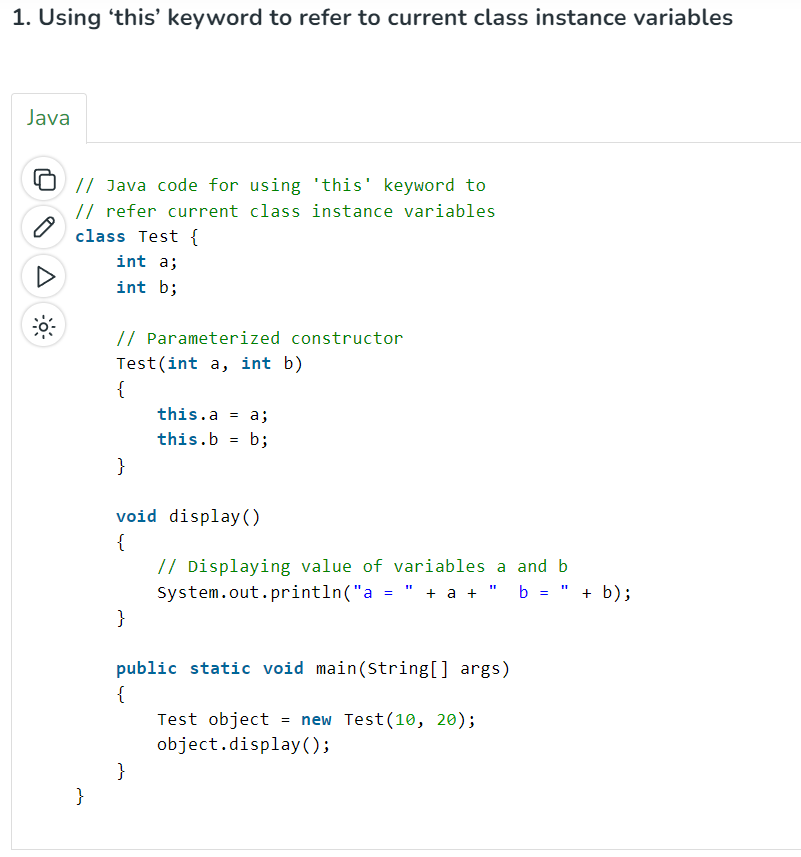 1. Using ‘this’ keyword to refer to current class instance variables
Java
// Java code for using 'this' keyword to
// refer current class instance variables
class Test {
    int a;
    int b;

    // Parameterized constructor
    Test(int a, int b)
    {
        this.a = a;
        this.b = b;
    }

    void display()
    {
        // Displaying value of variables a and b
        System.out.println("a = " + a + "  b = " + b);
    }

    public static void main(String[] args)
    {
        Test object = new Test(10, 20);
        object.display();
    }
}